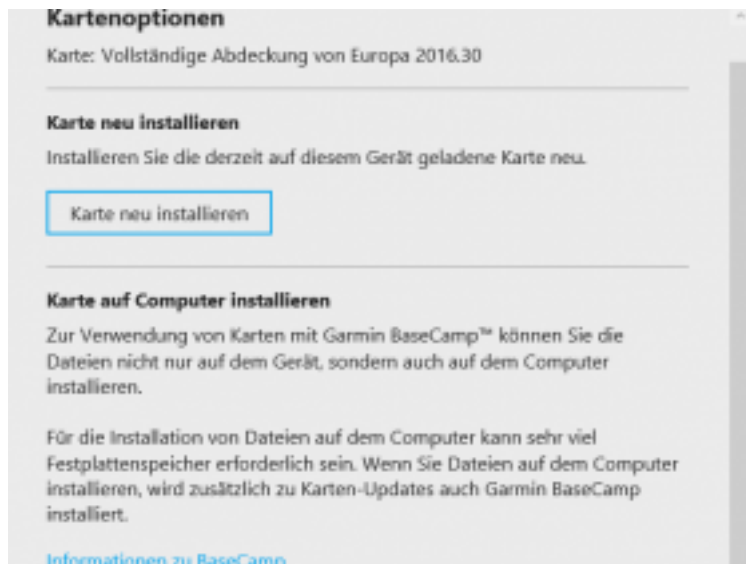 Kartenoptionen
Karte: Vollständige Abdeckung von Europa 2016.30
Karte neu installieren
Installieren Sie die derzeit auf diesem Gerät geladene Karte neu.
Karte neu installieren
Karte auf Computer installieren
Zur Verwendung von Karten mit Garmin BaseCamp™ können Sie die
Dateien nicht nur auf dem Gerät, sondern auch auf dem Computer
installieren.
Für die Installation von Dateien auf dem Computer kann sehr viel
Festplattenspeicher erforderlich sein. Wenn Sie Dateien auf dem Computer
installieren, wird zusätzlich zu Karten-Updates auch Garmin BaseCamp
installiert.
Informationen zu BaseCamp